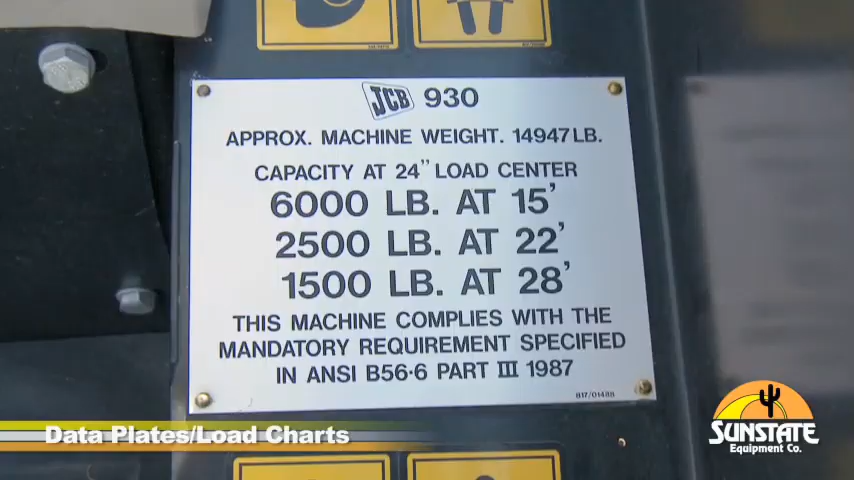 JCB 930
APPROX. MACHINE WEIGHT. 14947 LB.
CAPACITY AT 24" LOAD CENTER
6000 LB. AT 15'
2500 LB. AT 22'
1500 LB. AT 28'
THIS MACHINE COMPLIES WITH THE
MANDATORY REQUIREMENT SPECIFIED
IN ANSI B56·6 PART III 1987
Data Plates/Load Charts
SUNSTATE
Equipment Co.